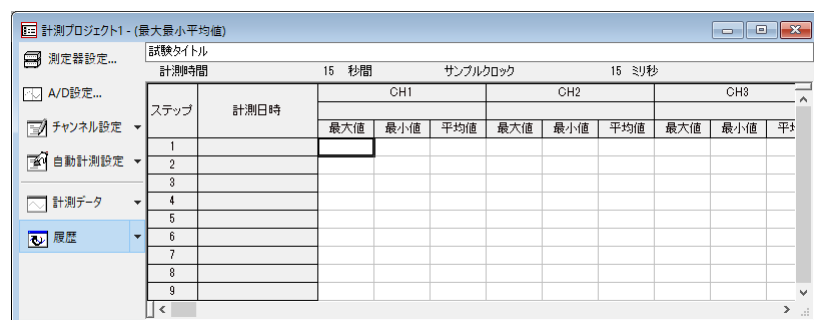 計測プロジェクト1 - (最大最小平均値)
測定器設定...
A/D設定...
チャンネル設定
自動計測設定
計測データ
履歴
試験タイトル
計測時間 15 秒間 サンプルクロック 15 ミリ秒
ステップ 計測日時 CH1 CH2 CH3
最大値 最小値 平均値 最大値 最小値 平均値 最大値 最小値
1
2
3
4
5
6
7
8
9